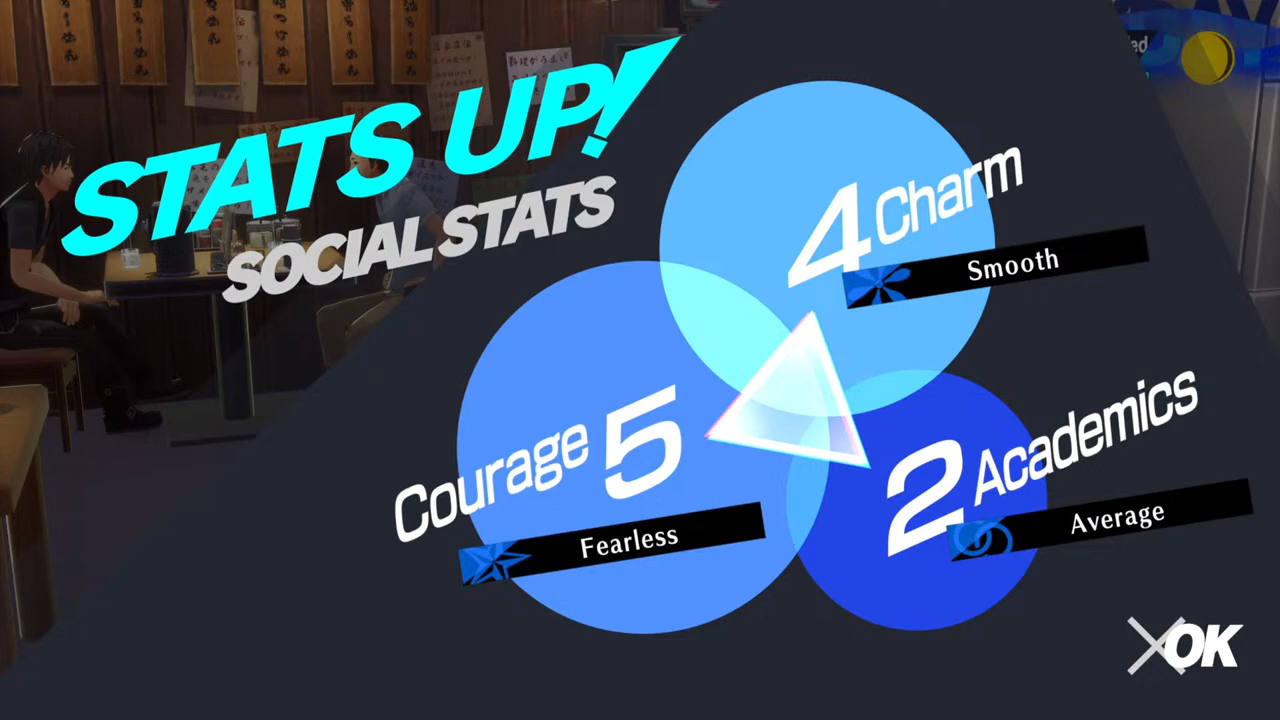 STATS UP!
SOCIAL STATS
4 Charm
Smooth
Courage 5
Fearless
2 Academics
Average
OK